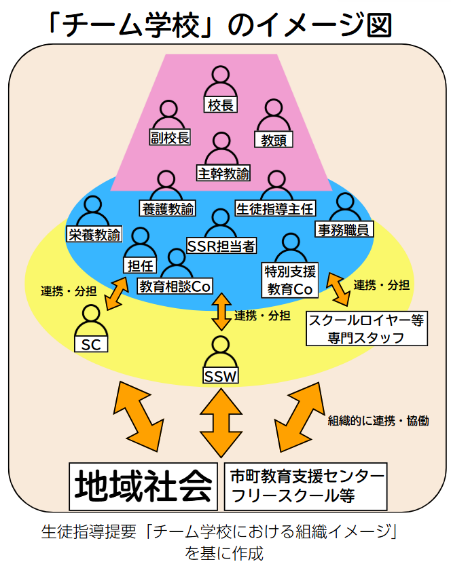 「チーム学校」のイメージ図
校長
副校長
教頭
主幹教諭
養護教諭
生徒指導主任
栄養教諭
事務職員
SSR担当者
担任
教育相談Co
特別支援
教育Co
連携・分担
連携・分担
連携・分担
SC
スクールロイヤー等
専門スタッフ
SSW
組織的に連携・協働
地域社会
市町教育支援センター
フリースクール等
生徒指導提要「チーム学校における組織イメージ」
を基に作成